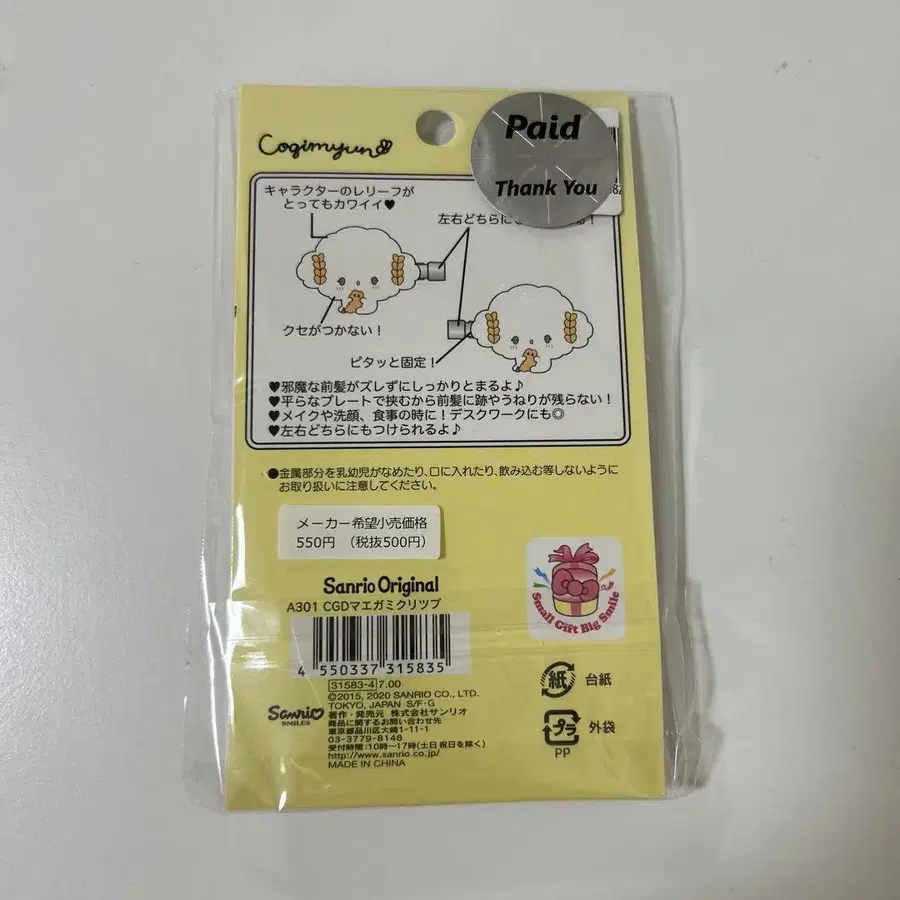 Cogimyun
Paid
Thank You
82
キャラクターのレリーフが
とってもカワイイ♥
左右どちらに
！
クセがつかない！
ピタッと固定！
♥邪魔な前髪がズレずにしっかりとまるよ♪
♥平らなプレートで挟むから前髪に跡やうねりが残らない！
♥メイクや洗顔、食事の時に！デスクワークにも◎
♥左右どちらにもつけられるよ♪
●金属部分を乳幼児がなめたり、口に入れたり、飲み込む等しないように
お取り扱いに注意してください。
メーカー希望小売価格
550円 （税抜500円）
Small Gift Big Smile
Sanrio Original
A301 CGDマエガミクリツプ
4 550337 315835
31583-4 7.00
©2015, 2020 SANRIO CO., LTD.
TOKYO, JAPAN S/F・G
著作・発売元 株式会社サンリオ
商品に関するお問い合わせ先
東京都品川区大崎1-11-1
03-3779-8148
受付時間:10時〜17時(土日祝日を除く)
http://www.sanrio.co.jp/
MADE IN CHINA
Sanrio
SMILES
紙 台紙
プラ 外袋
PP